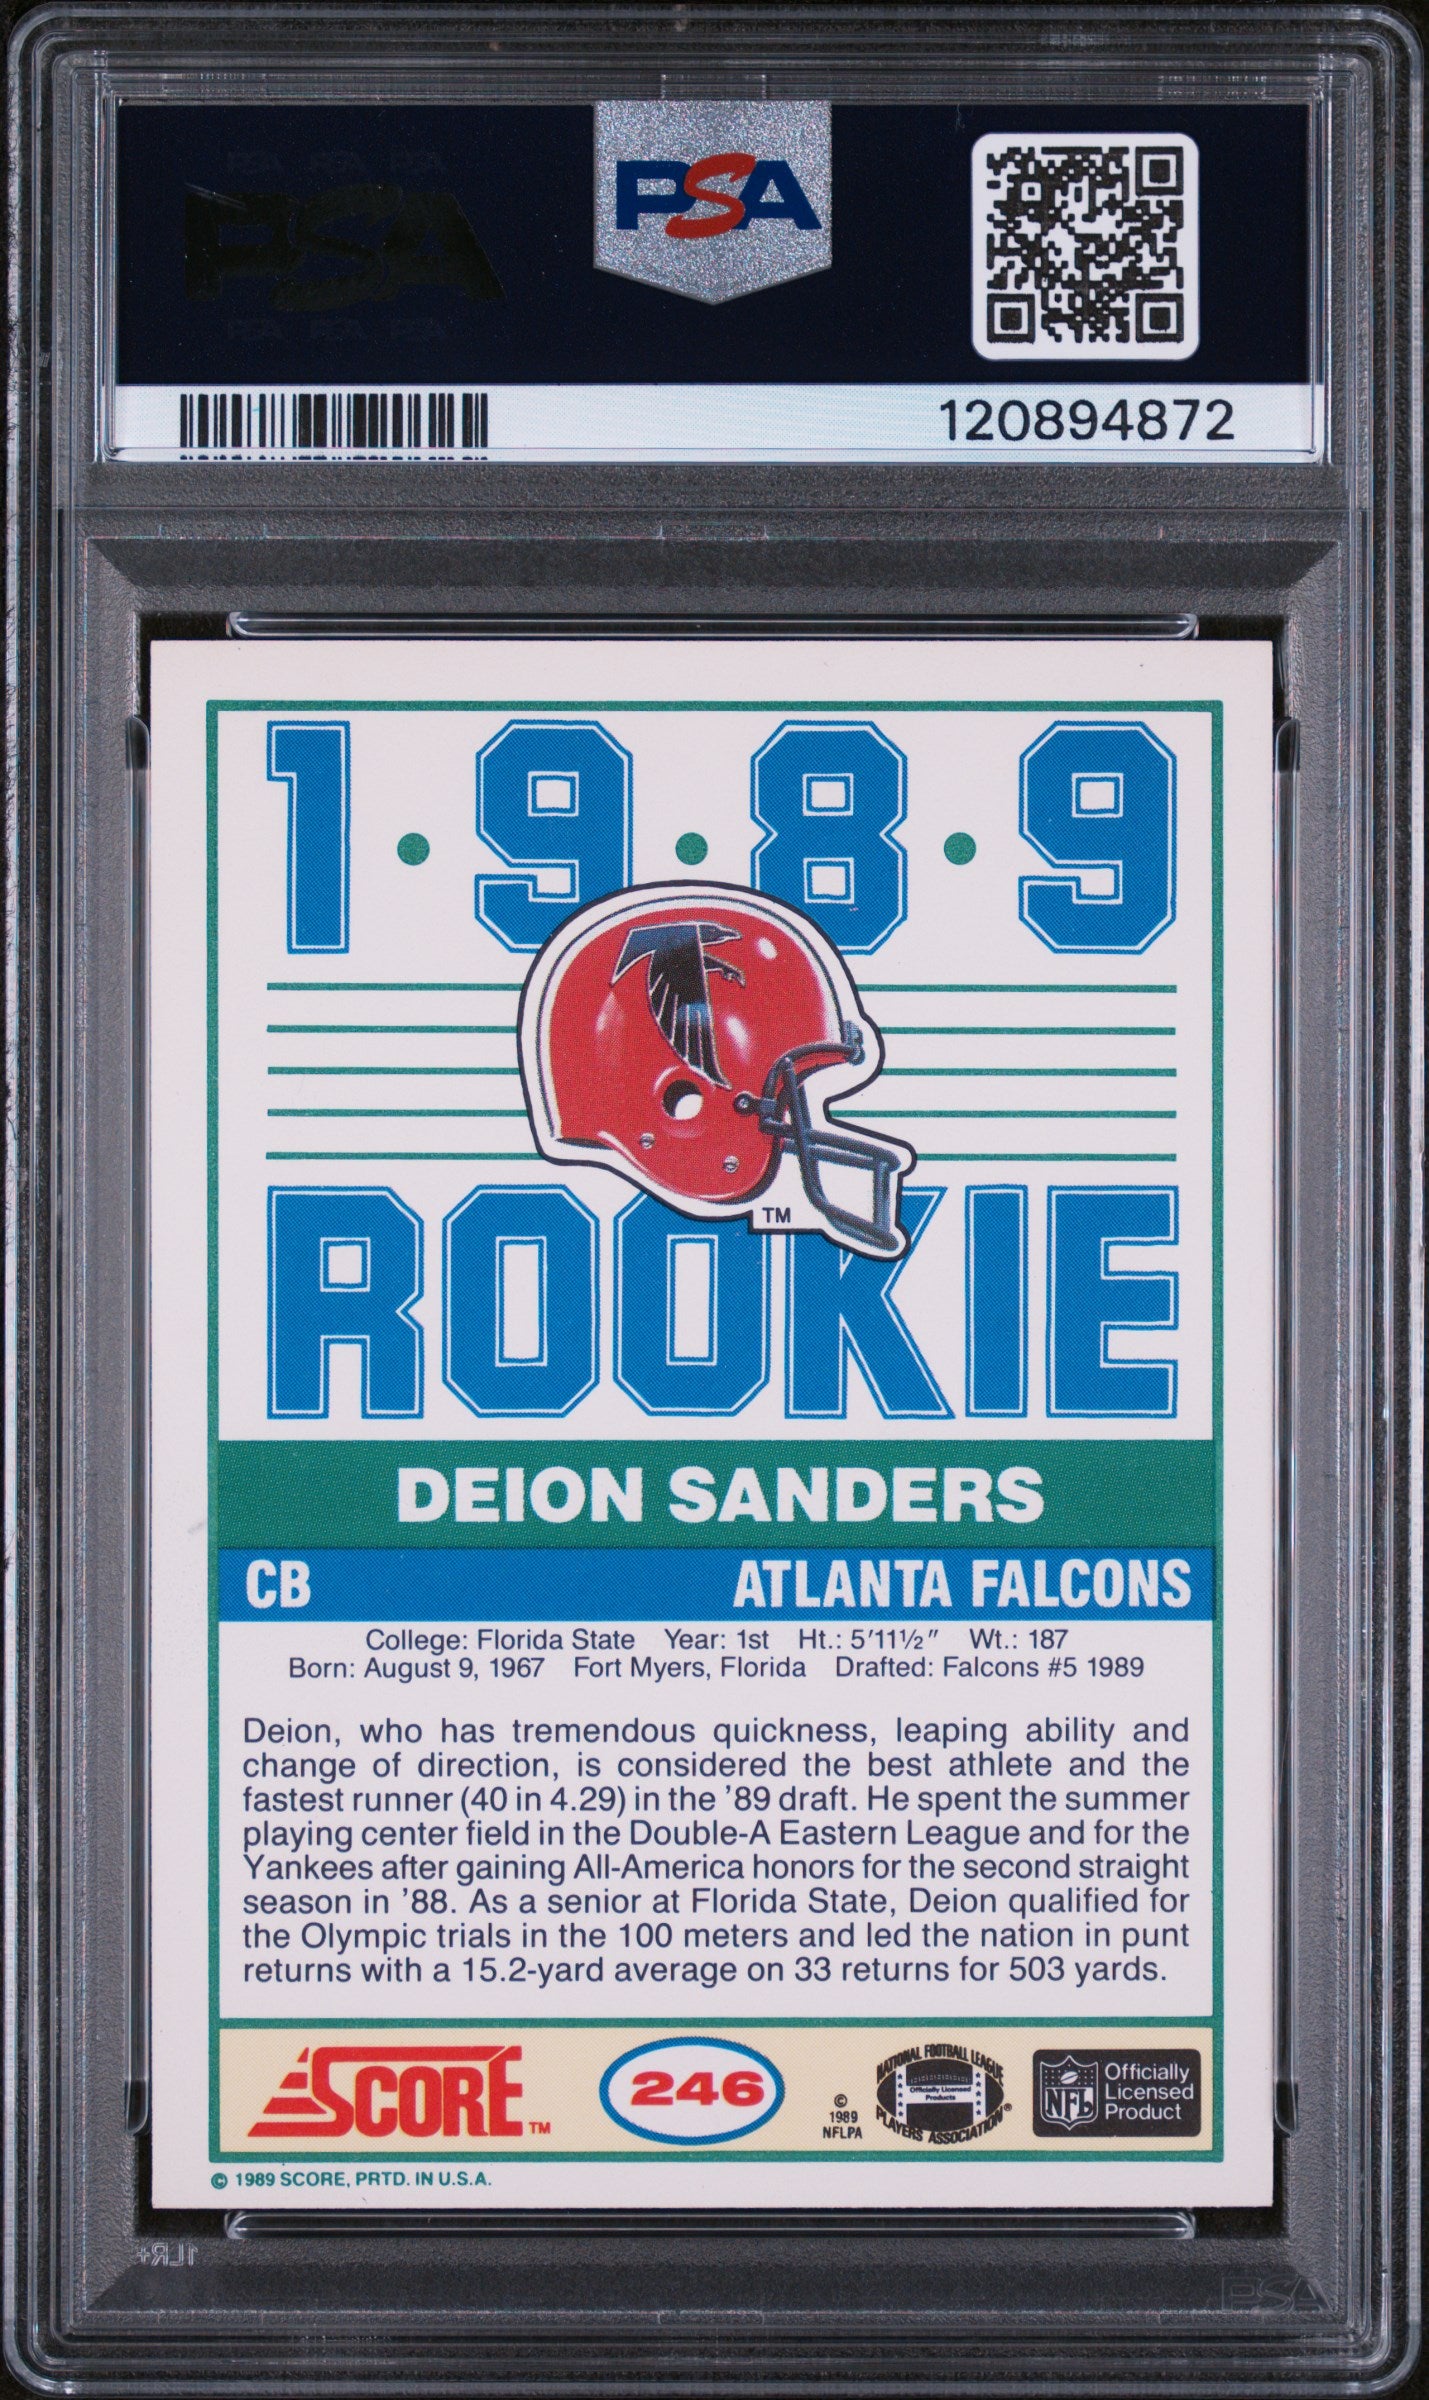 PSA
120894872
1·9·8·9
TM
ROOKIE
DEION SANDERS
CB ATLANTA FALCONS
College: Florida State Year: 1st Ht.: 5'11½" Wt.: 187
Born: August 9, 1967 Fort Myers, Florida Drafted: Falcons #5 1989
Deion, who has tremendous quickness, leaping ability and
change of direction, is considered the best athlete and the
fastest runner (40 in 4.29) in the '89 draft. He spent the summer
playing center field in the Double-A Eastern League and for the
Yankees after gaining All-America honors for the second straight
season in '88. As a senior at Florida State, Deion qualified for
the Olympic trials in the 100 meters and led the nation in punt
returns with a 15.2-yard average on 33 returns for 503 yards.
SCORE™
246
© 1989 NFLPA
NATIONAL FOOTBALL LEAGUE
Officially Licensed
Products
PLAYERS ASSOCIATION®
NFL
Officially
Licensed
Product
© 1989 SCORE, PRTD. IN U.S.A.
1LR+
PSA